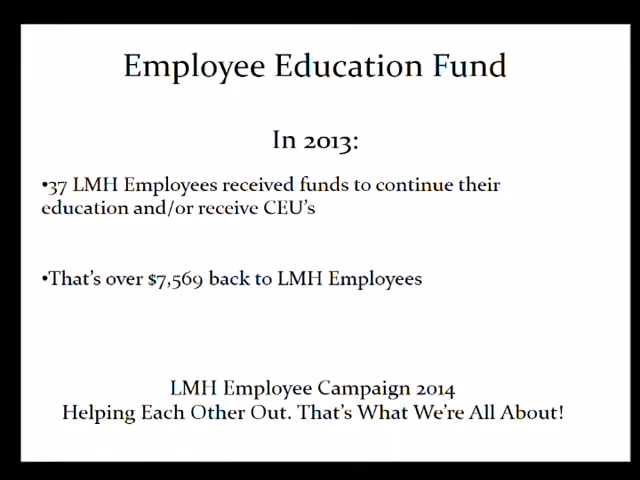 Employee Education Fund
In 2013:
•37 LMH Employees received funds to continue their
education and/or receive CEU's
•That's over $7,569 back to LMH Employees
LMH Employee Campaign 2014
Helping Each Other Out. That's What We're All About!